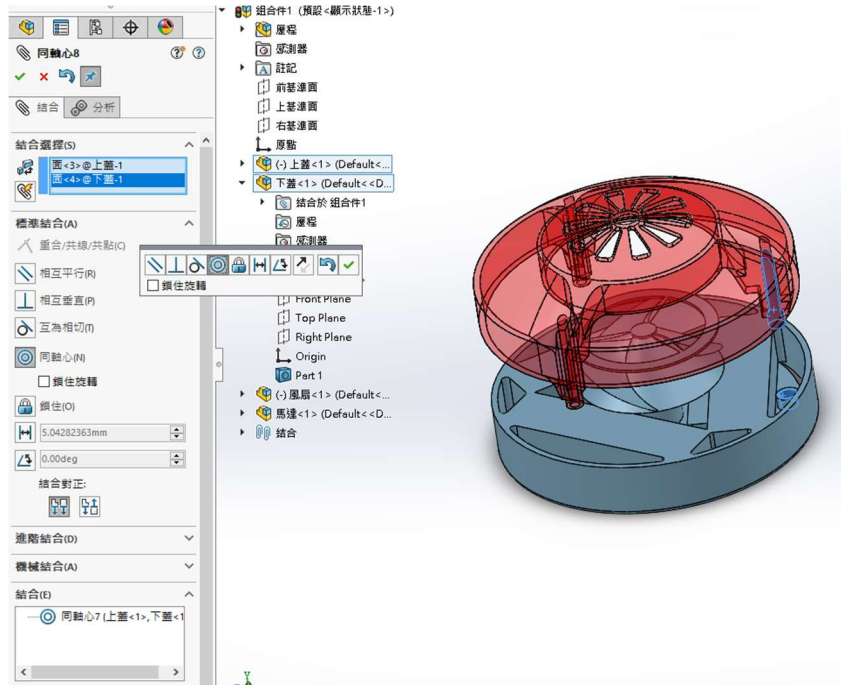 同軸心8
結合
分析
結合選擇(S)
面<3>@上蓋-1
面<4>@下蓋-1
標準結合(A)
重合/共線/共點(C)
相互平行(R)
相互垂直(P)
互為相切(T)
同軸心(N)
鎖住旋轉
鎖住(O)
5.04282363mm
0.00deg
結合對正:
進階結合(D)
機械結合(A)
結合(E)
同軸心7 (上蓋<1>,下蓋<1
組合件1 (預設<顯示狀態-1>)
歷程
感測器
註記
前基準面
上基準面
右基準面
原點
(-) 上蓋<1> (Default<...
下蓋<1> (Default<<D...
結合於 組合件1
歷程
感測器
鎖住旋轉
Front Plane
Top Plane
Right Plane
Origin
Part 1
(-) 風扇<1> (Default<...
馬達<1> (Default<<D...
結合
Y